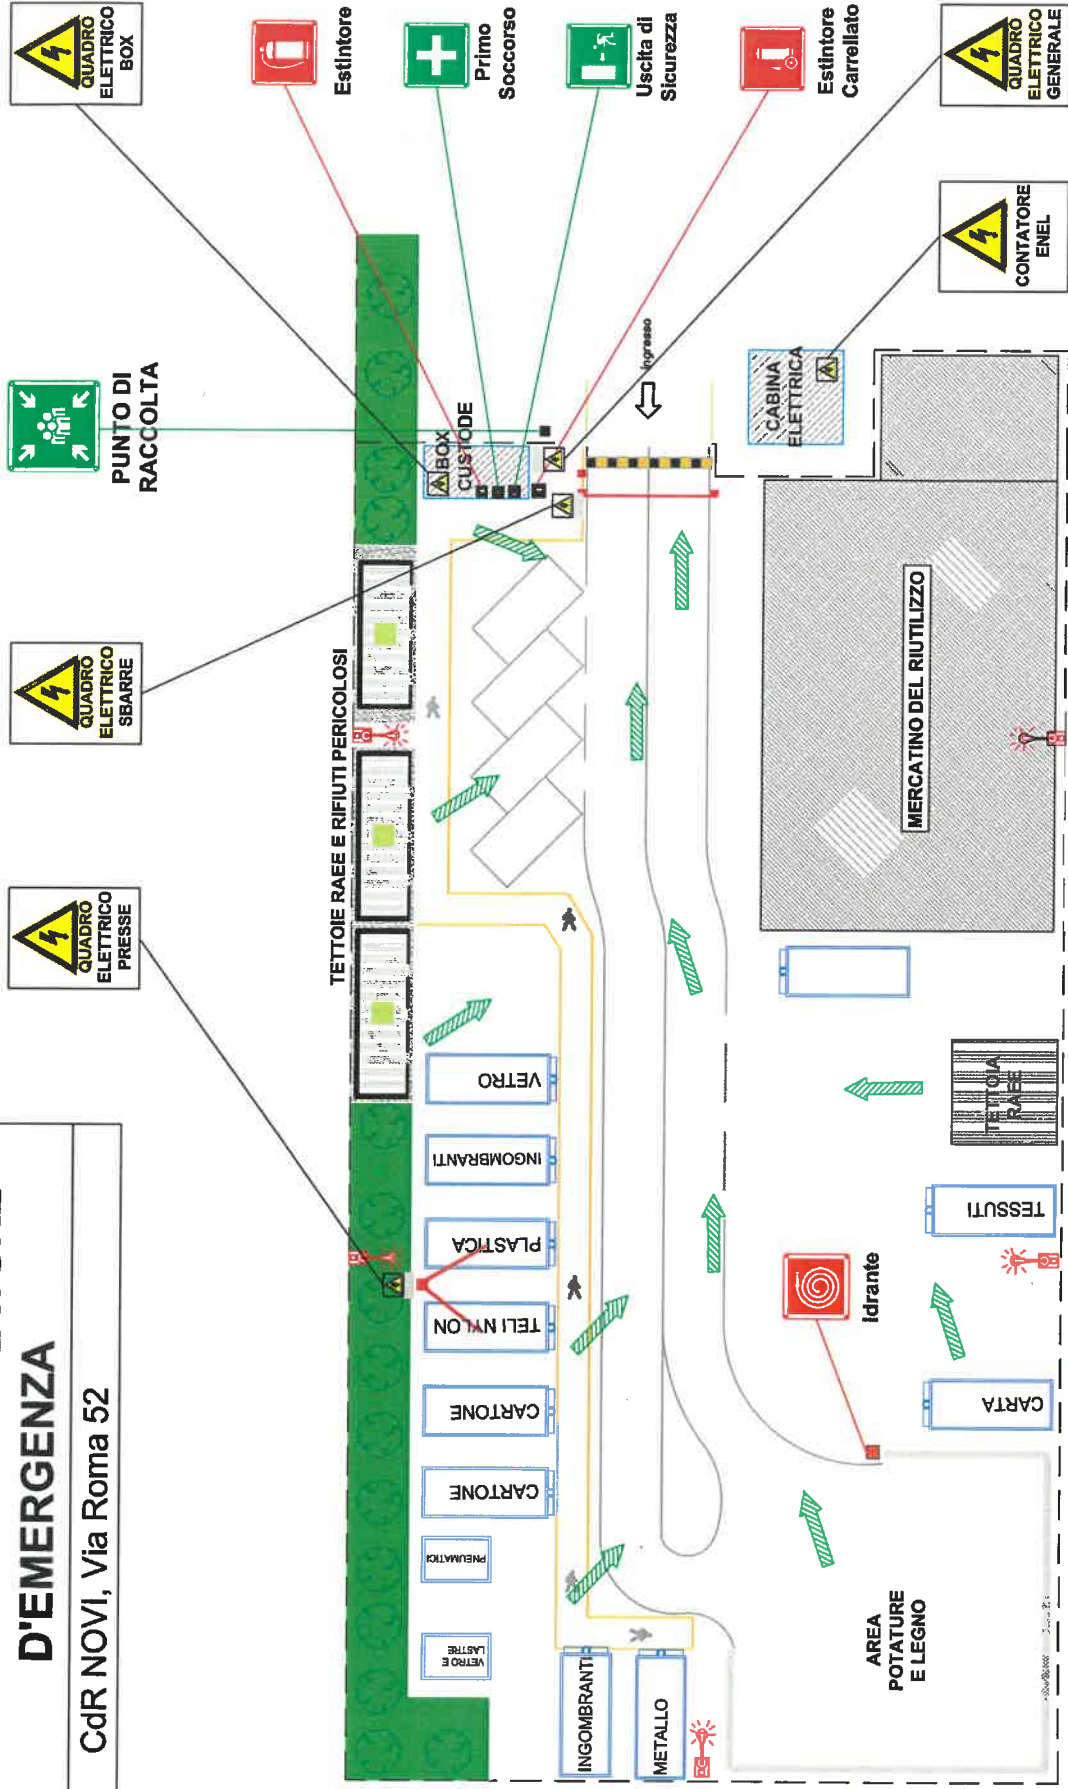 D'EMERGENZA
CdR NOVI, Via Roma 52
QUADRO
ELETTRICO
PRESSE
QUADRO
ELETTRICO
SBARRE
PUNTO DI
RACCOLTA
QUADRO
ELETTRICO
BOX
Estintore
Primo
Soccorso
Uscita di
Sicurezza
Estintore
Carrellato
QUADRO
ELETTRICO
GENERALE
CONTATORE
ENEL
TETTOIE RAEE E RIFIUTI PERICOLOSI
BOX
CUSTODE
Ingresso
CABINA
ELETTRICA
MERCATINO DEL RIUTILIZZO
VETRO E
LASTRE
PNEUMATICI
CARTONE
CARTONE
TELI NYLON
PLASTICA
INGOMBRANTI
VETRO
INGOMBRANTI
METALLO
AREA
POTATURE
E LEGNO
Idrante
CARTA
TESSUTI
TETTOIA
RAEE